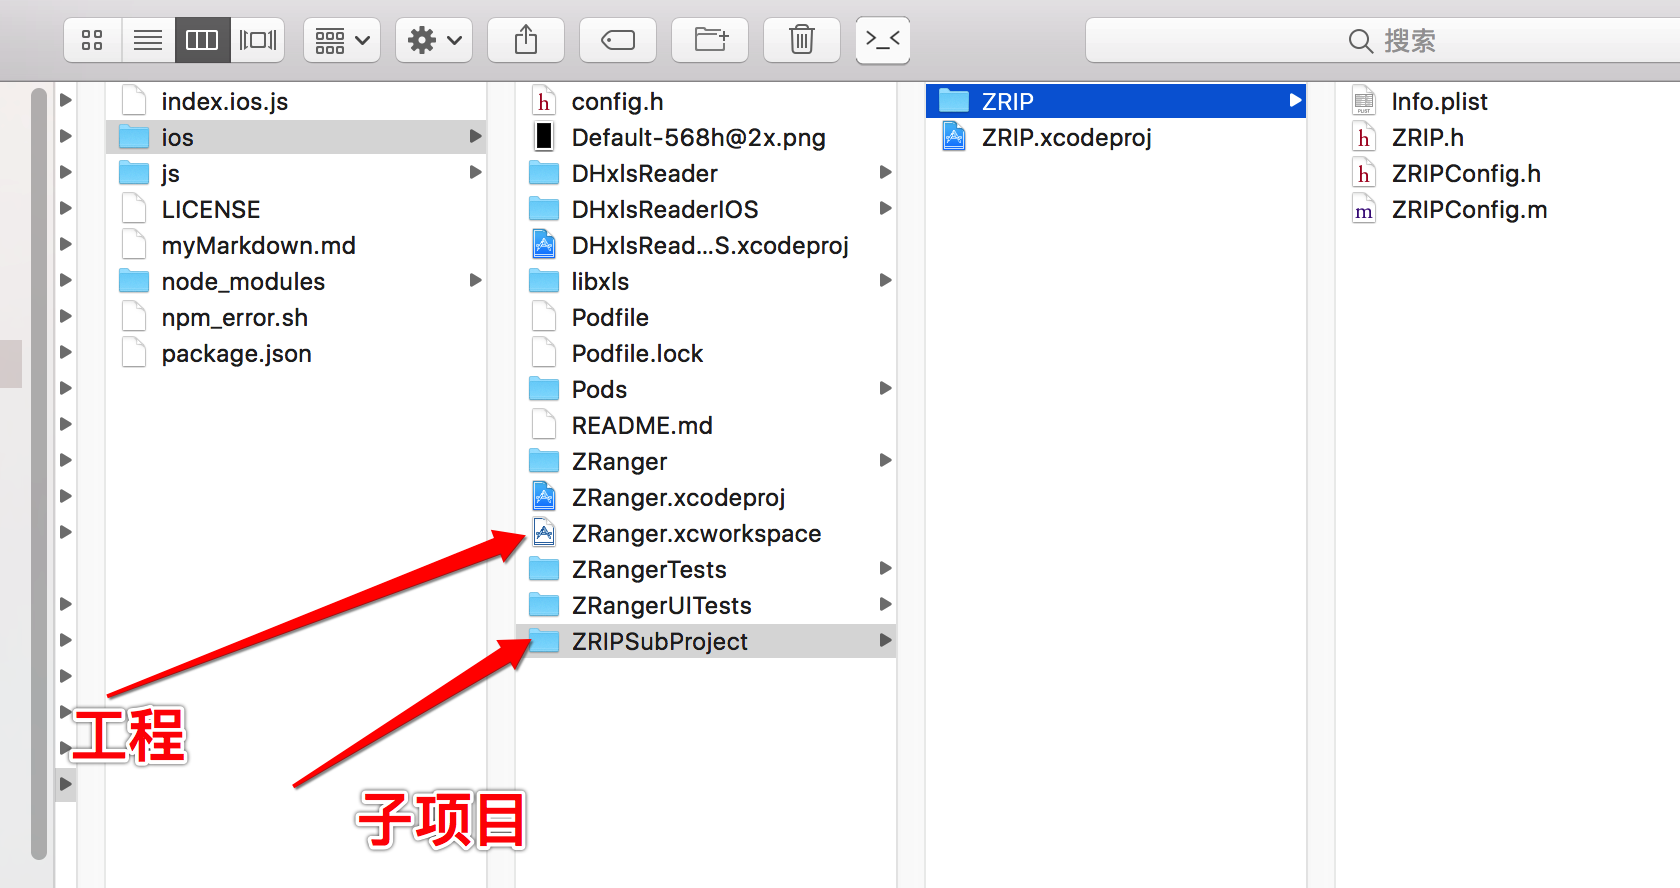 >_<
搜索
index.ios.js
ios
js
LICENSE
myMarkdown.md
node_modules
npm_error.sh
package.json
config.h
Default-568h@2x.png
DHxlsReader
DHxlsReaderIOS
DHxlsRead...S.xcodeproj
libxls
Podfile
Podfile.lock
Pods
README.md
ZRanger
ZRanger.xcodeproj
ZRanger.xcworkspace
ZRangerTests
ZRangerUITests
ZRIPSubProject
ZRIP
ZRIP.xcodeproj
Info.plist
ZRIP.h
ZRIPConfig.h
ZRIPConfig.m
工程
子项目